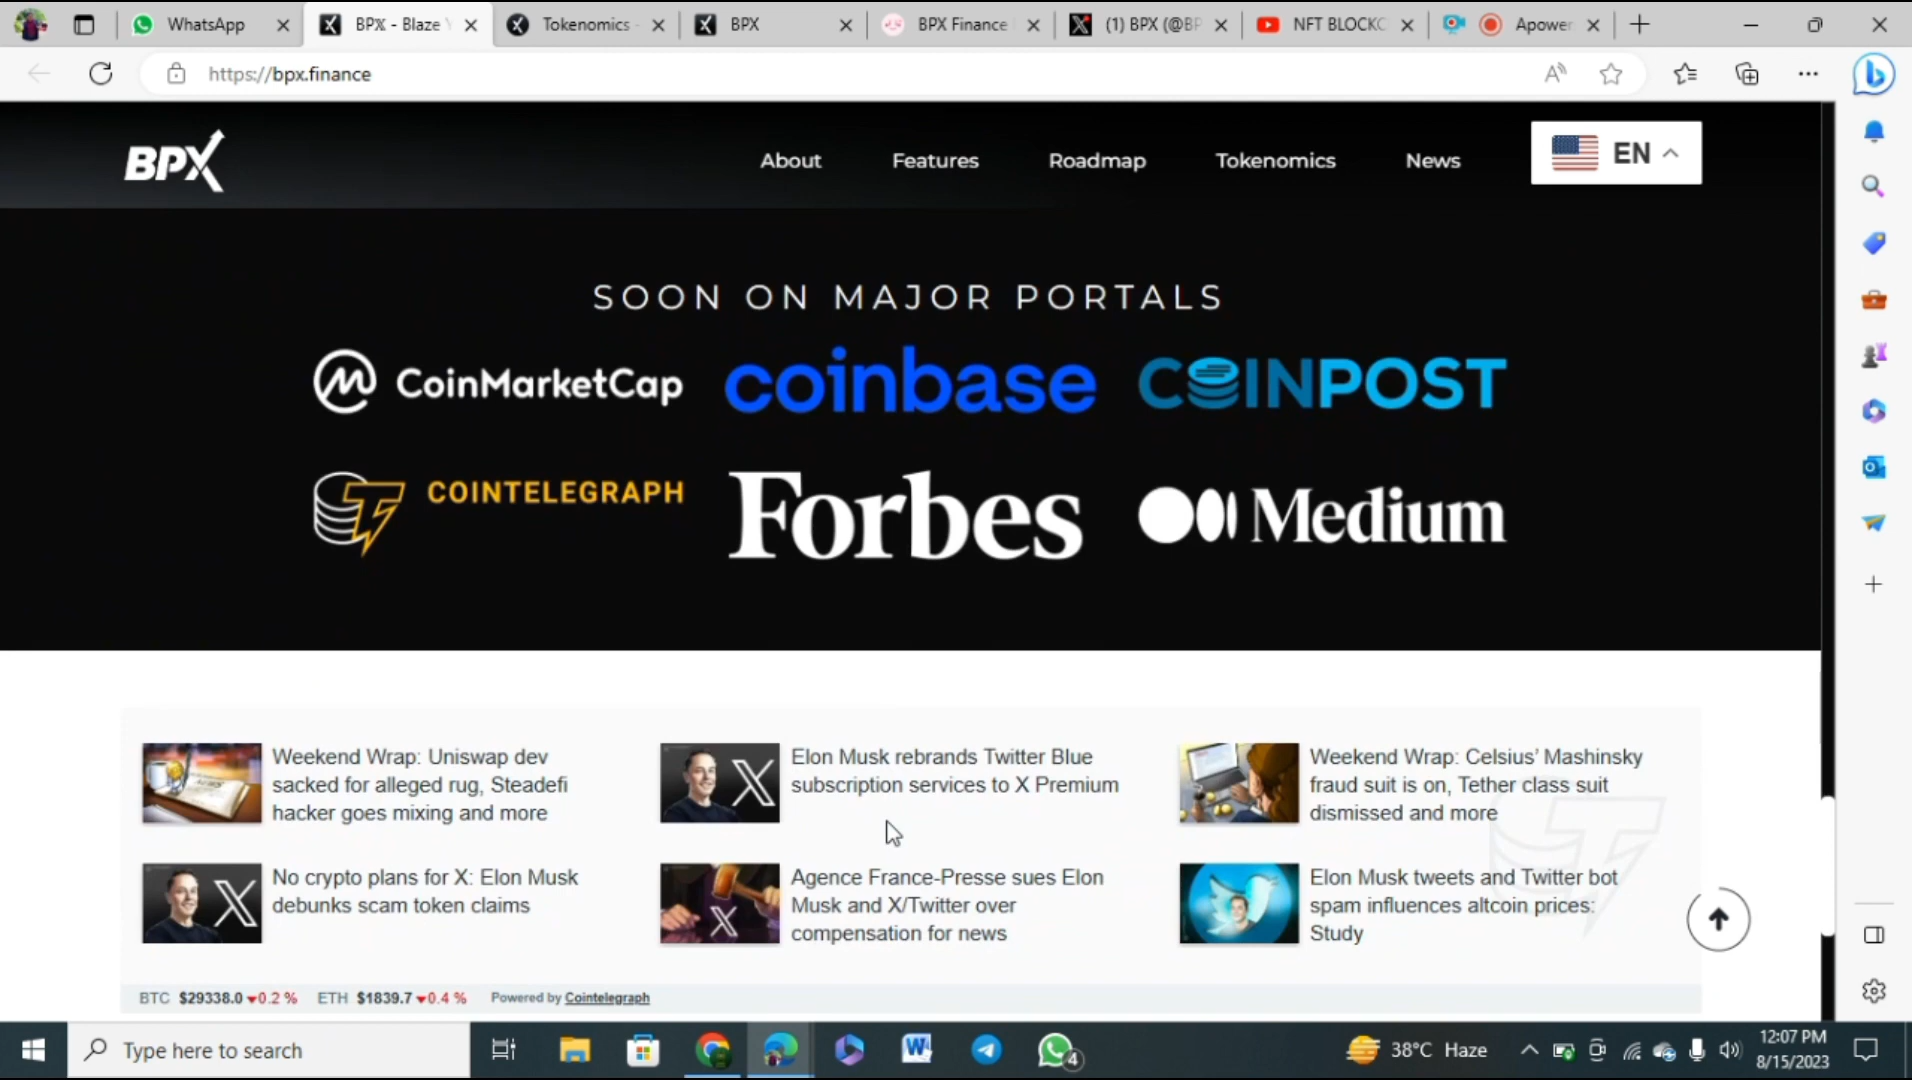 WhatsApp
BPX - Blaze Y
Tokenomics -
BPX
BPX Finance
(1) BPX (@BP
NFT BLOCKC
Apower
https://bpx.finance
BPX
About
Features
Roadmap
Tokenomics
News
EN
SOON ON MAJOR PORTALS
CoinMarketCap
coinbase
COINPOST
COINTELEGRAPH
Forbes
Medium
Weekend Wrap: Uniswap dev
sacked for alleged rug, Steadefi
hacker goes mixing and more
Elon Musk rebrands Twitter Blue
subscription services to X Premium
Weekend Wrap: Celsius’ Mashinsky
fraud suit is on, Tether class suit
dismissed and more
No crypto plans for X: Elon Musk
debunks scam token claims
Agence France-Presse sues Elon
Musk and X/Twitter over
compensation for news
Elon Musk tweets and Twitter bot
spam influences altcoin prices:
Study
BTC $29338.0 ▾0.2 % ETH $1839.7 ▾0.4 % Powered by Cointelegraph
Type here to search
4
38°C Haze
12:07 PM
8/15/2023